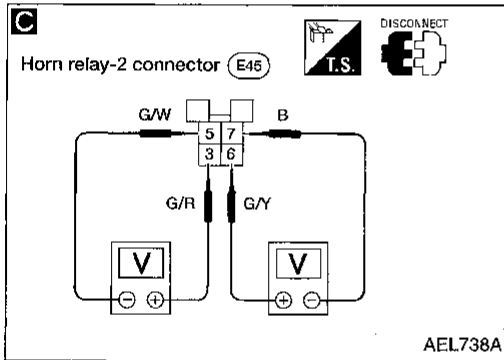 C
DISCONNECT
T.S.
Horn relay-2 connector E45
G/W
B
5 7
3 6
G/R
G/Y
V
V
− +
+ −
AEL738A